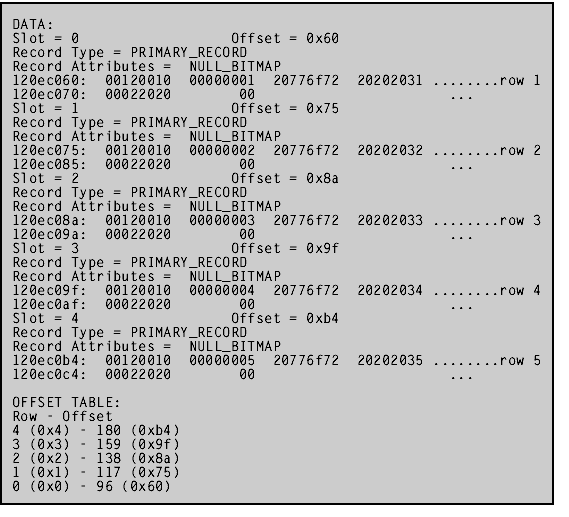 DATA:
Slot = 0 Offset = 0x60
Record Type = PRIMARY_RECORD
Record Attributes = NULL_BITMAP
120ec060: 00120010 00000001 20776f72 20202031 ........row 1
120ec070: 00022020 00 ...
Slot = 1 Offset = 0x75
Record Type = PRIMARY_RECORD
Record Attributes = NULL_BITMAP
120ec075: 00120010 00000002 20776f72 20202032 ........row 2
120ec085: 00022020 00 ...
Slot = 2 Offset = 0x8a
Record Type = PRIMARY_RECORD
Record Attributes = NULL_BITMAP
120ec08a: 00120010 00000003 20776f72 20202033 ........row 3
120ec09a: 00022020 00 ...
Slot = 3 Offset = 0x9f
Record Type = PRIMARY_RECORD
Record Attributes = NULL_BITMAP
120ec09f: 00120010 00000004 20776f72 20202034 ........row 4
120ec0af: 00022020 00 ...
Slot = 4 Offset = 0xb4
Record Type = PRIMARY_RECORD
Record Attributes = NULL_BITMAP
120ec0b4: 00120010 00000005 20776f72 20202035 ........row 5
120ec0c4: 00022020 00 ...
OFFSET TABLE:
Row - Offset
4 (0x4) - 180 (0xb4)
3 (0x3) - 159 (0x9f)
2 (0x2) - 138 (0x8a)
1 (0x1) - 117 (0x75)
0 (0x0) - 96 (0x60)